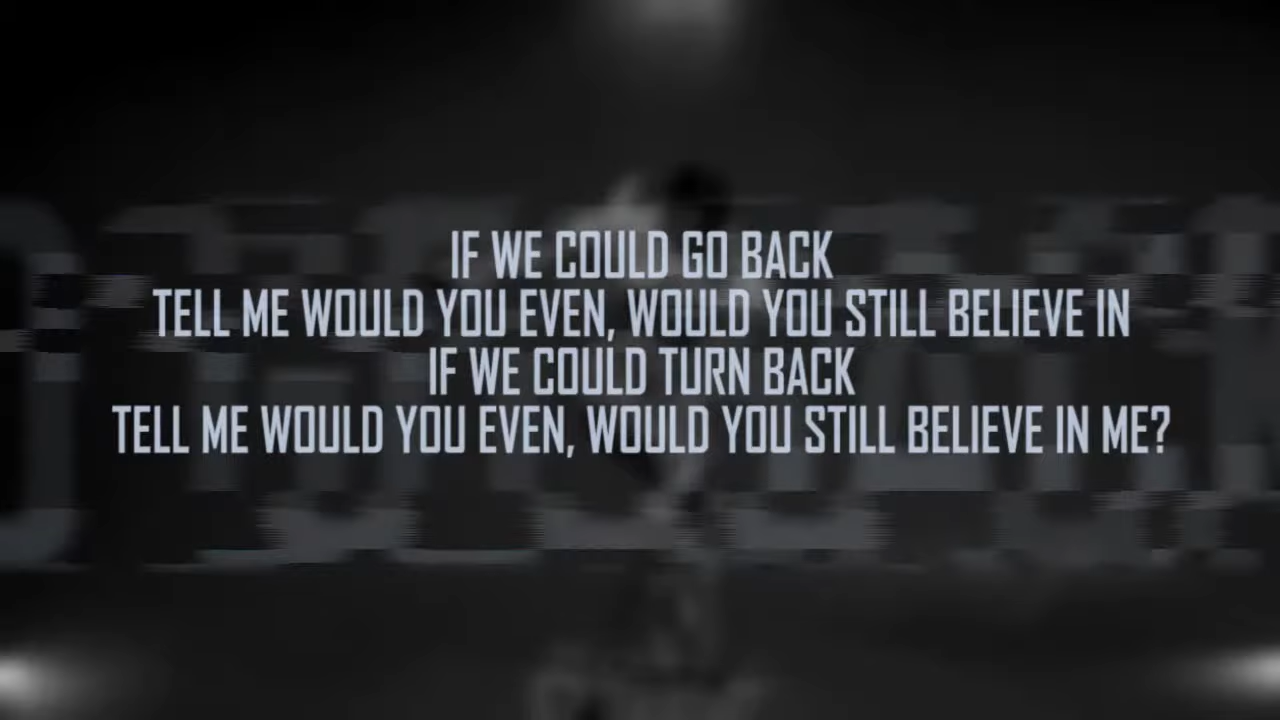 IF WE COULD GO BACK
TELL ME WOULD YOU EVEN, WOULD YOU STILL BELIEVE IN
IF WE COULD TURN BACK
TELL ME WOULD YOU EVEN, WOULD YOU STILL BELIEVE IN ME?